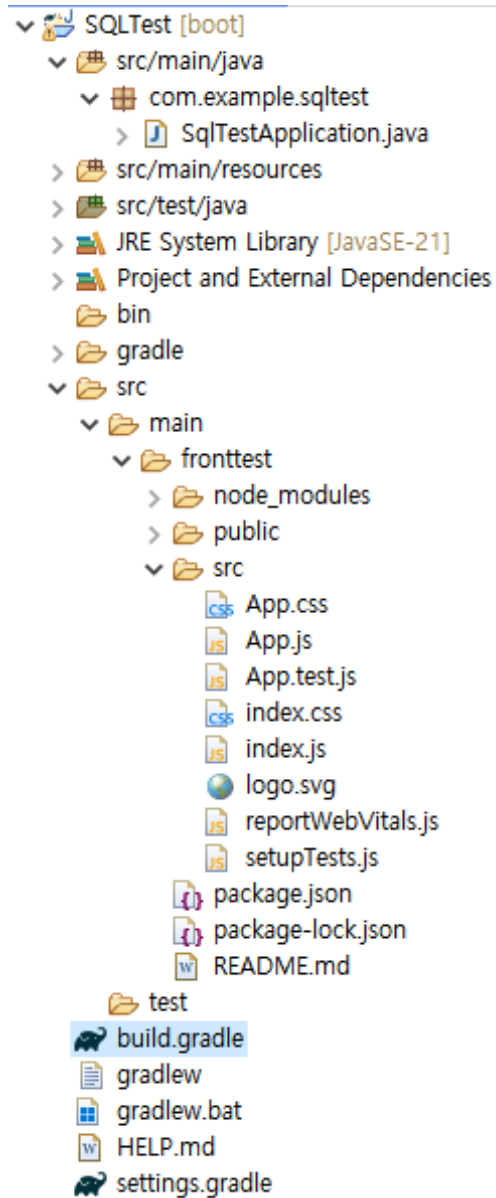 SQLTest [boot]
src/main/java
com.example.sqltest
SqlTestApplication.java
src/main/resources
src/test/java
JRE System Library [JavaSE-21]
Project and External Dependencies
bin
gradle
src
main
fronttest
node_modules
public
src
App.css
App.js
App.test.js
index.css
index.js
logo.svg
reportWebVitals.js
setupTests.js
package.json
package-lock.json
README.md
test
build.gradle
gradlew
gradlew.bat
HELP.md
settings.gradle